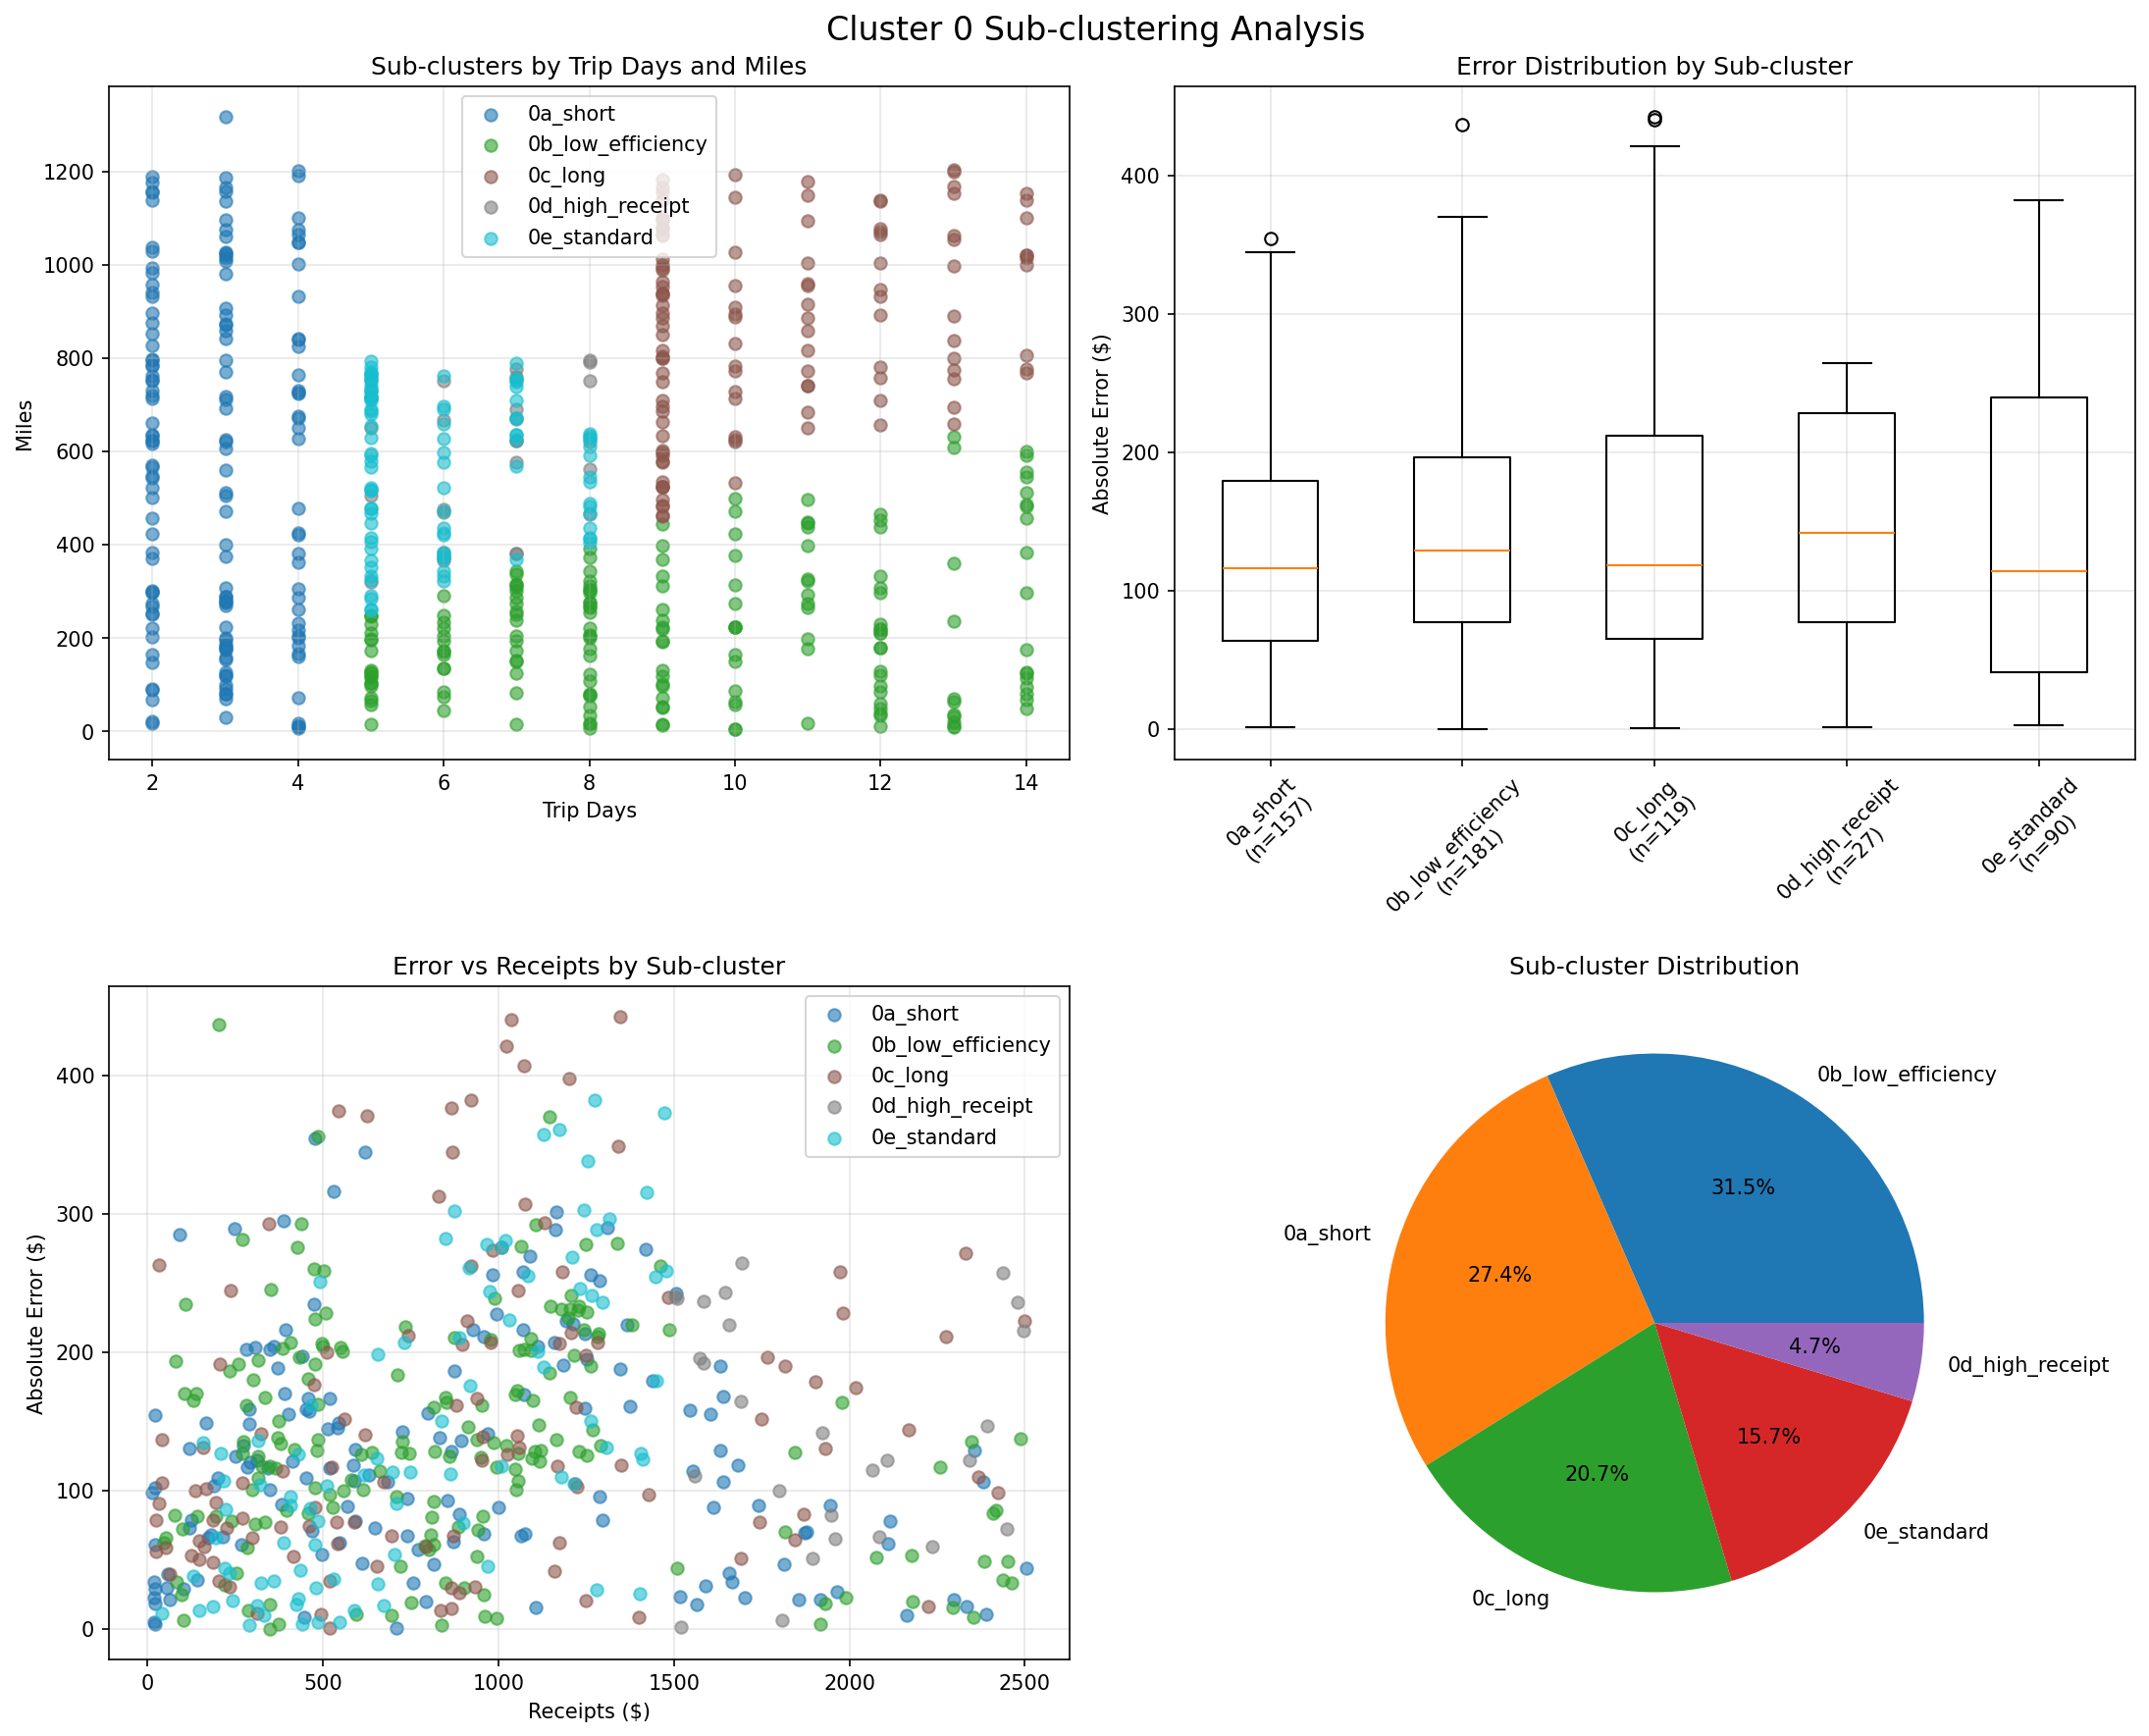 Cluster 0 Sub-clustering Analysis
Sub-clusters by Trip Days and Miles
0a_short
0b_low_efficiency
0c_long
0d_high_receipt
0e_standard
1200
1000
800
600
400
200
0
Miles
2
4
6
8
10
12
14
Trip Days
Error Distribution by Sub-cluster
400
300
200
100
0
Absolute Error ($)
0a_short
(n=157)
0b_low_efficiency
(n=181)
0c_long
(n=119)
0d_high_receipt
(n=27)
0e_standard
(n=90)
Error vs Receipts by Sub-cluster
0a_short
0b_low_efficiency
0c_long
0d_high_receipt
0e_standard
400
300
200
100
0
Absolute Error ($)
0
500
1000
1500
2000
2500
Receipts ($)
Sub-cluster Distribution
0b_low_efficiency
31.5%
0a_short
27.4%
4.7%
0d_high_receipt
15.7%
20.7%
0e_standard
0c_long